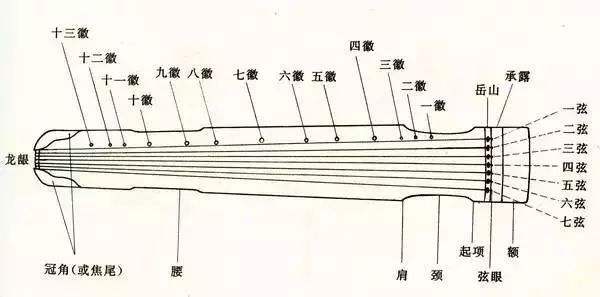 十三徽
十二徽
十一徽
十徽
九徽
八徽
七徽
六徽
五徽
四徽
三徽
二徽
一徽
岳山
承露
一弦
二弦
三弦
四弦
五弦
六弦
七弦
龙龈
冠角(或焦尾)
腰
肩
颈
起项
弦眼
额